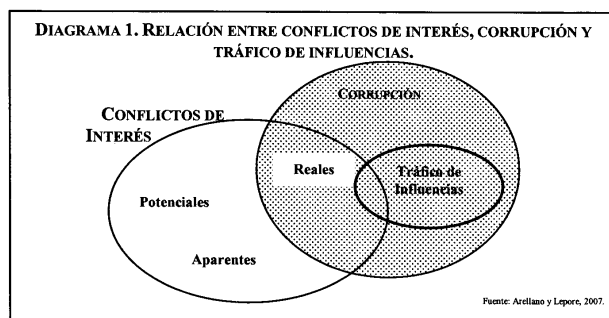 DIAGRAMA 1. RELACIÓN ENTRE CONFLICTOS DE INTERÉS, CORRUPCIÓN Y
TRÁFICO DE INFLUENCIAS.
CORRUPCIÓN
CONFLICTOS DE
INTERÉS
Reales
Tráfico de
Influencias
Potenciales
Aparentes
Fuente: Arellano y Lepore, 2007.